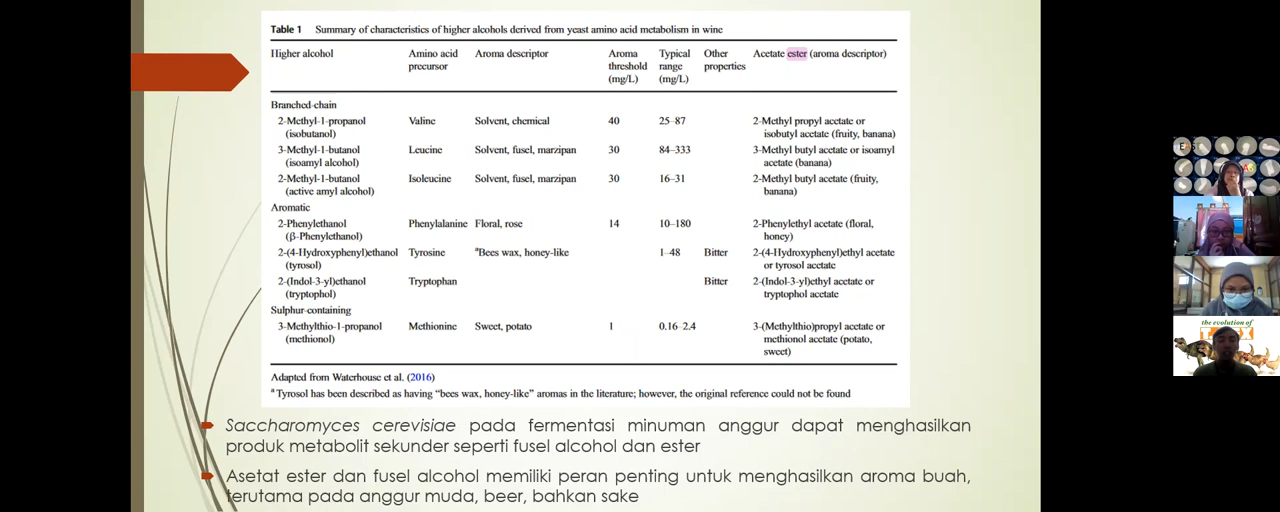 Table 1 Summary of characteristics of higher alcohols derived from yeast amino acid metabolism in wine
Higher alcohol Amino acid precursor Aroma descriptor Aroma threshold (mg/L) Typical range (mg/L) Other properties Acetate ester (aroma descriptor)
Branched-chain
2-Methyl-1-propanol (isobutanol) Valine Solvent, chemical 40 25–87 2-Methyl propyl acetate or isobutyl acetate (fruity, banana)
3-Methyl-1-butanol (isoamyl alcohol) Leucine Solvent, fusel, marzipan 30 84–333 3-Methyl butyl acetate or isoamyl acetate (banana)
2-Methyl-1-butanol (active amyl alcohol) Isoleucine Solvent, fusel, marzipan 30 16–31 2-Methyl butyl acetate (fruity, banana)
Aromatic
2-Phenylethanol (β-Phenylethanol) Phenylalanine Floral, rose 14 10–180 2-Phenylethyl acetate (floral, honey)
2-(4-Hydroxyphenyl)ethanol (tyrosol) Tyrosine ᵃBees wax, honey-like 1–48 Bitter 2-(4-Hydroxyphenyl)ethyl acetate or tyrosol acetate
2-(Indol-3-yl)ethanol (tryptophol) Tryptophan Bitter 2-(Indol-3-yl)ethyl acetate or tryptophol acetate
Sulphur-containing
3-Methylthio-1-propanol (methionol) Methionine Sweet, potato 1 0.16–2.4 3-(Methylthio)propyl acetate or methionol acetate (potato, sweet)
Adapted from Waterhouse et al. (2016)
ᵃ Tyrosol has been described as having "bees wax, honey-like" aromas in the literature; however, the original reference could not be found
Saccharomyces cerevisiae pada fermentasi minuman anggur dapat menghasilkan
produk metabolit sekunder seperti fusel alcohol dan ester
Asetat ester dan fusel alcohol memiliki peran penting untuk menghasilkan aroma buah,
terutama pada anggur muda, beer, bahkan sake
the evolution of